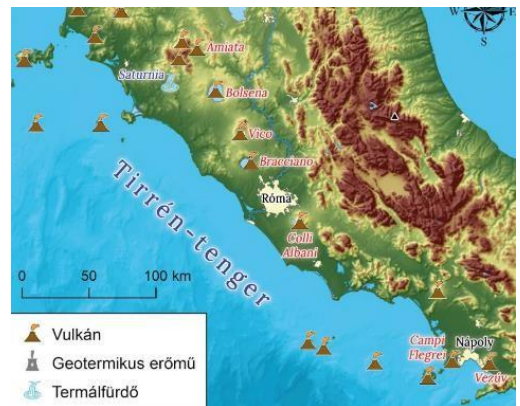 W
E
S
Amiata
Saturnia
Bolsena
Vico
Bracciano
Róma
Colli
Albani
Tirrén-tenger
0 50 100 km
Campi
Flegrei
Nápoly
Vezúv
Vulkán
Geotermikus erőmű
Termálfürdő